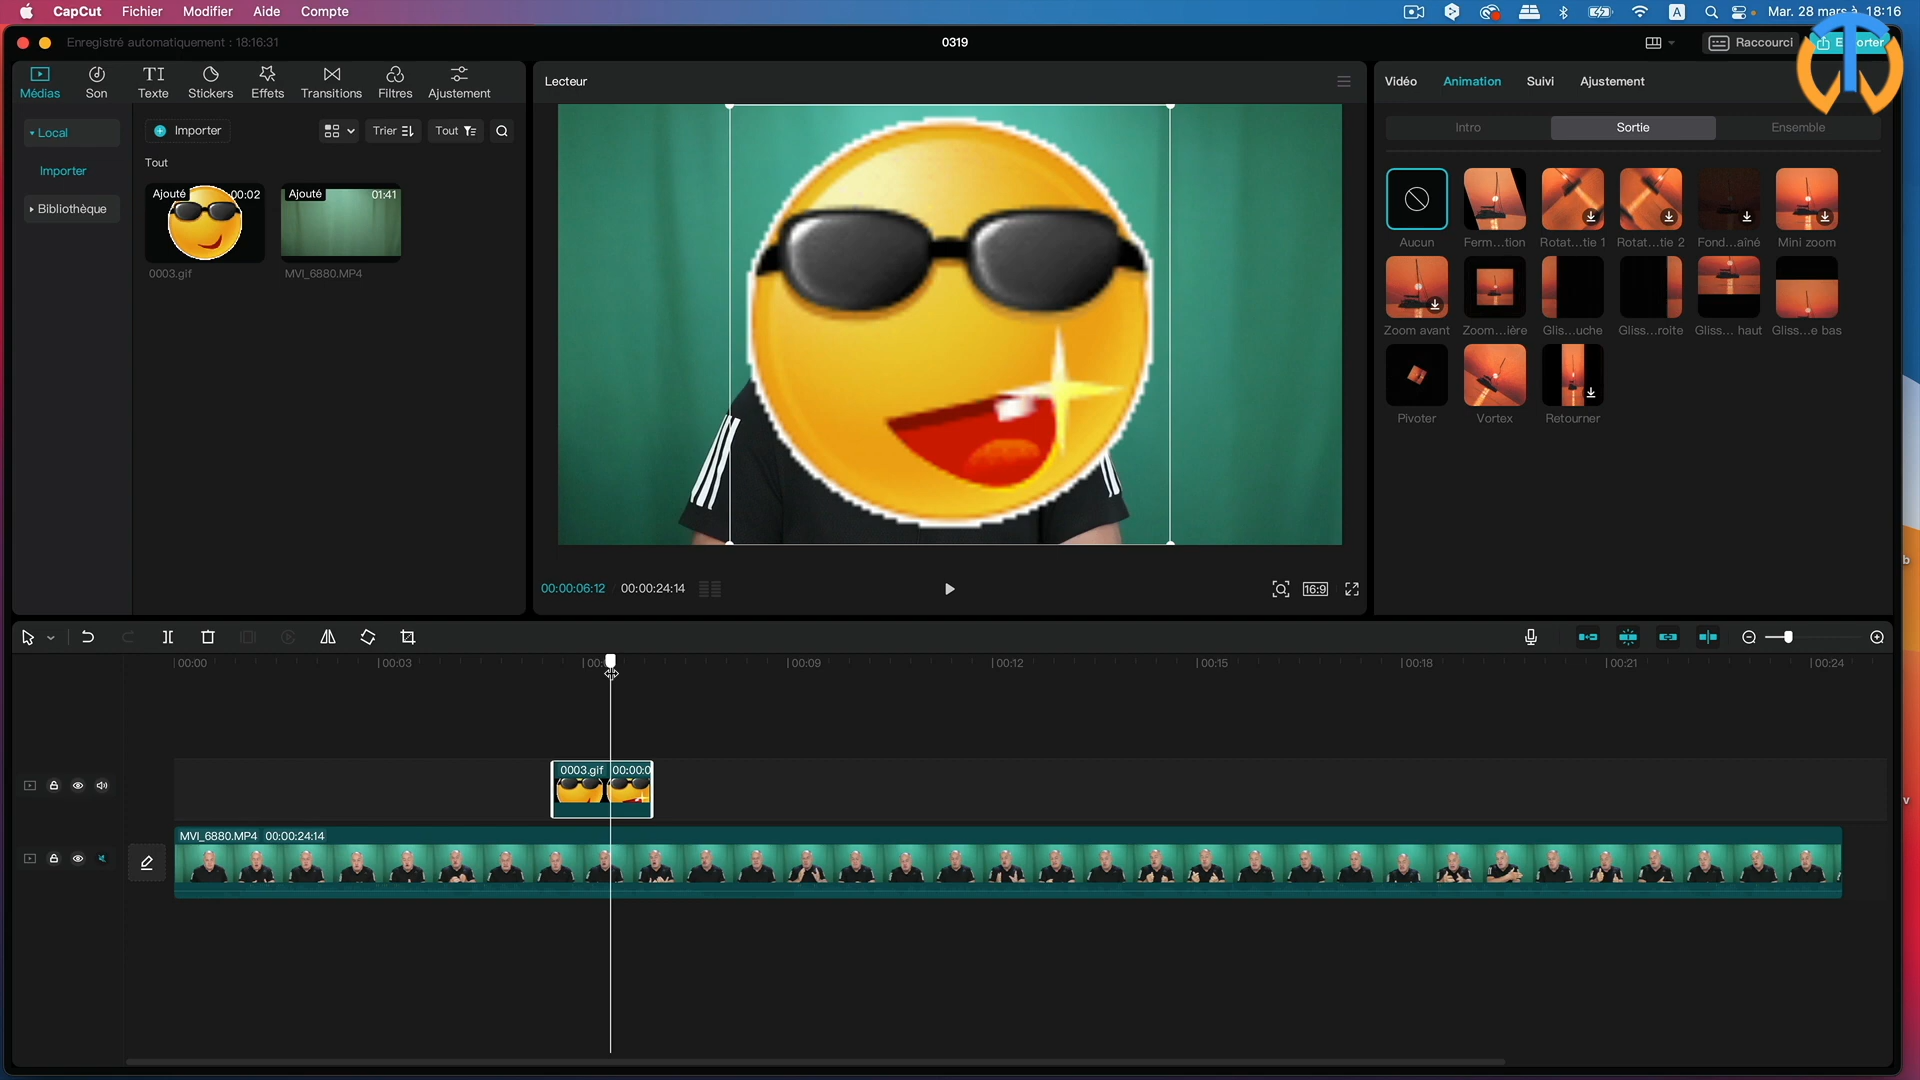 CapCut Fichier Modifier Aide Compte
A Mar. 28 mars à 18:16
Enregistré automatiquement : 18:16:31
0319
Raccourci
Exporter
Médias Son Texte Stickers Effets Transitions Filtres Ajustement
Local
Importer
Bibliothèque
Importer
Trier
Tout
Tout
Ajouté 00:02
0003.gif
Ajouté 01:41
MVI_6880.MP4
Lecteur
00:00:06:12 00:00:24:14
16:9
Vidéo Animation Suivi Ajustement
Intro Sortie Ensemble
Aucun Ferm...tion Rotat...tie 1 Rotat...tie 2 Fond...aîné Mini zoom
Zoom avant Zoom...ière Glis...uche Gliss...roite Gliss... haut Gliss...e bas
Pivoter Vortex Retourner
00:00 00:03 00: 00:09 00:12 00:15 00:18 00:21 00:24
0003.gif 00:00:0
MVI_6880.MP4 00:00:24:14
b
v